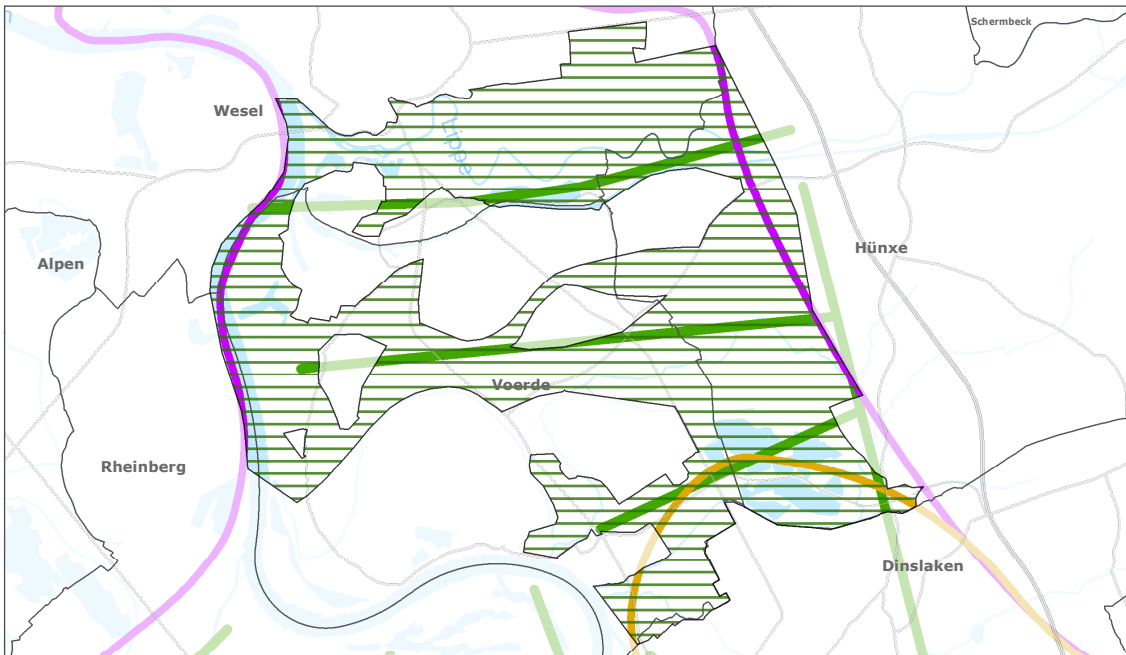 Schermbeck
Wesel
Lippe
Hünxe
Alpen
Voerde
Rheinberg
Dinslaken